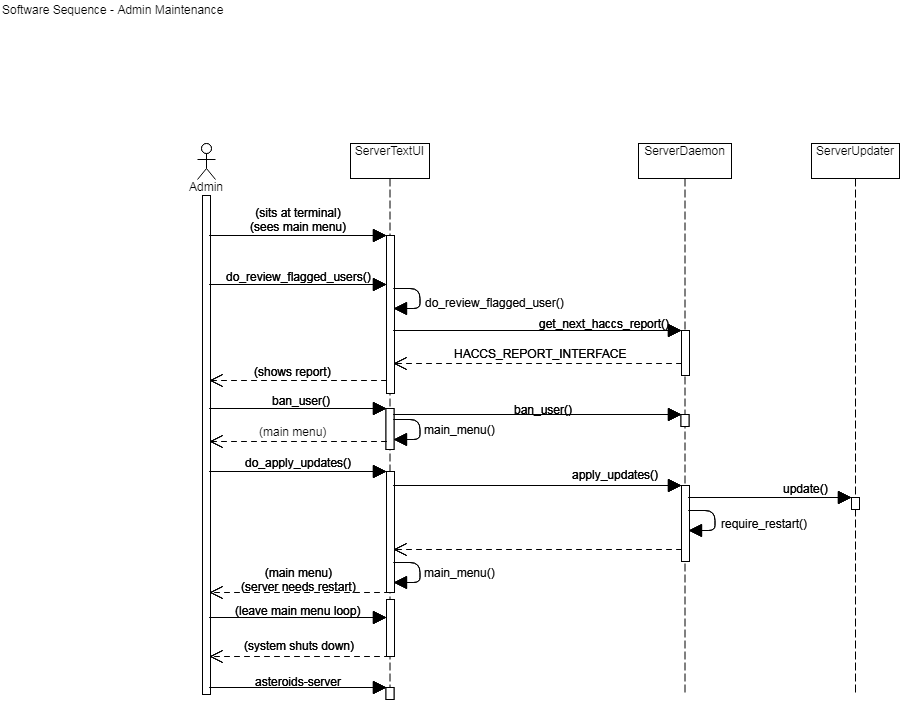 Software Sequence - Admin Maintenance
ServerTextUI
ServerDaemon
ServerUpdater
Admin
(sits at terminal)
(sees main menu)
do_review_flagged_users()
do_review_flagged_user()
get_next_haccs_report()
HACCS_REPORT_INTERFACE
(shows report)
ban_user()
ban_user()
main_menu()
(main menu)
do_apply_updates()
apply_updates()
update()
require_restart()
(main menu)
main_menu()
(server needs restart)
(leave main menu loop)
(system shuts down)
asteroids-server